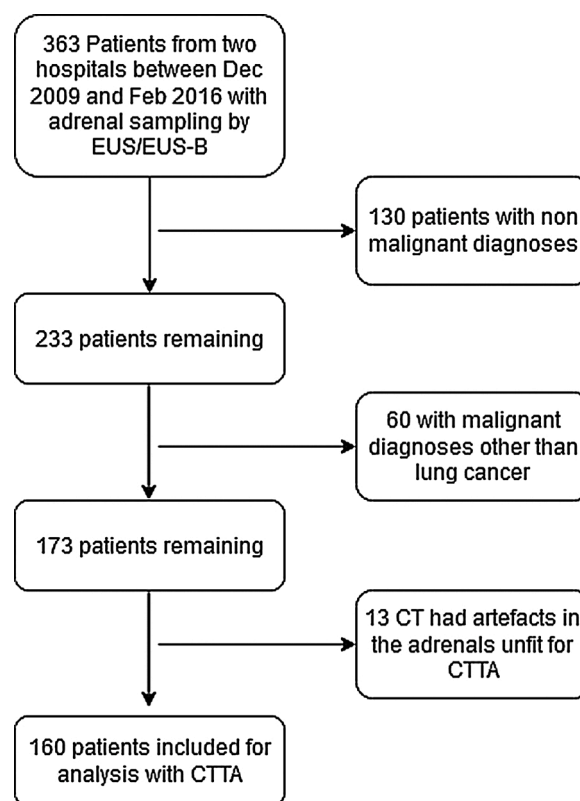 363 Patients from two
hospitals between Dec
2009 and Feb 2016 with
adrenal sampling by
EUS/EUS-B
130 patients with non
malignant diagnoses
233 patients remaining
60 with malignant
diagnoses other than
lung cancer
173 patients remaining
13 CT had artefacts in
the adrenals unfit for
CTTA
160 patients included for
analysis with CTTA